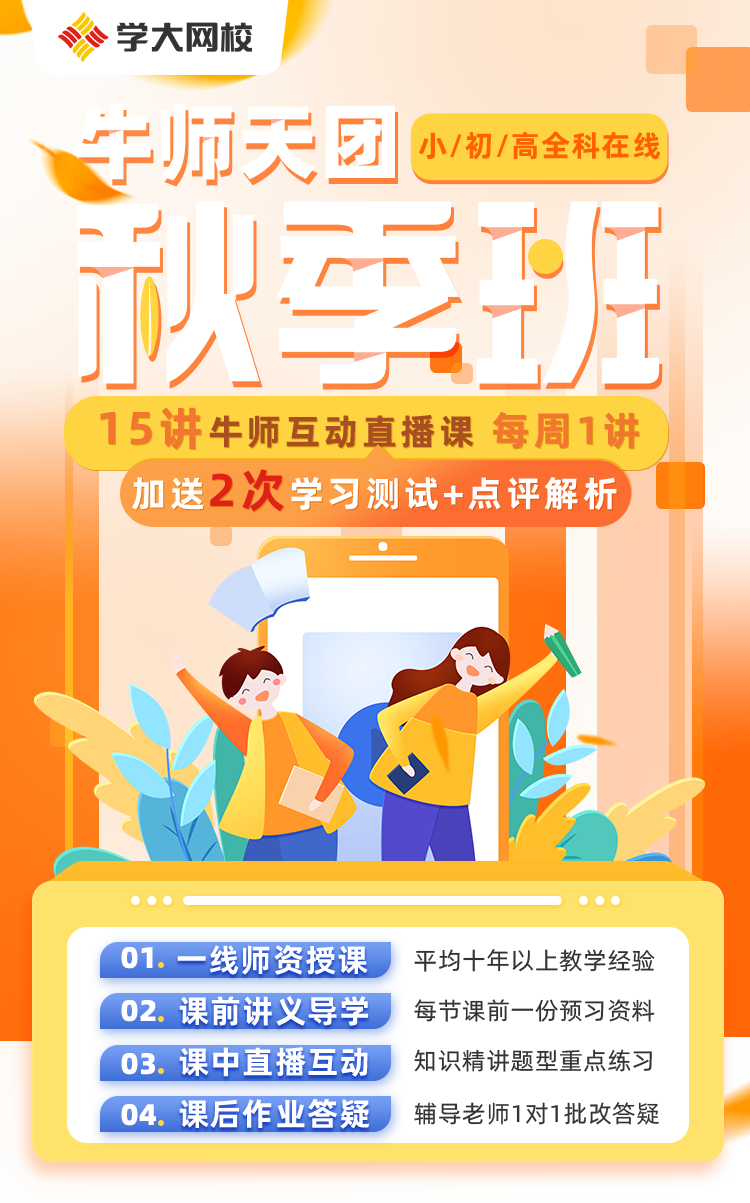 学大网校
牛师天团
小/初/高全科在线
秋季班
15讲牛师互动直播课 每周1讲
加送2次学习测试+点评解析
01. 一线师资授课 平均十年以上教学经验
02. 课前讲义导学 每节课前一份预习资料
03. 课中直播互动 知识精讲题型重点练习
04. 课后作业答疑 辅导老师1对1批改答疑